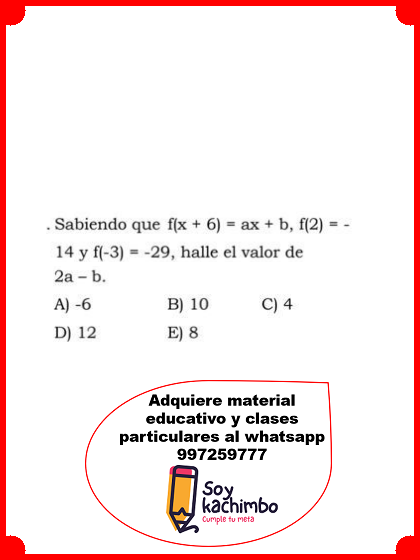 . Sabiendo que f(x + 6) = ax + b, f(2) = -
14 y f(-3) = -29, halle el valor de
2a – b.
A) -6 B) 10 C) 4
D) 12 E) 8
Adquiere material
educativo y clases
particulares al whatsapp
997259777
Soy
kachimbo
Cumple tu meta